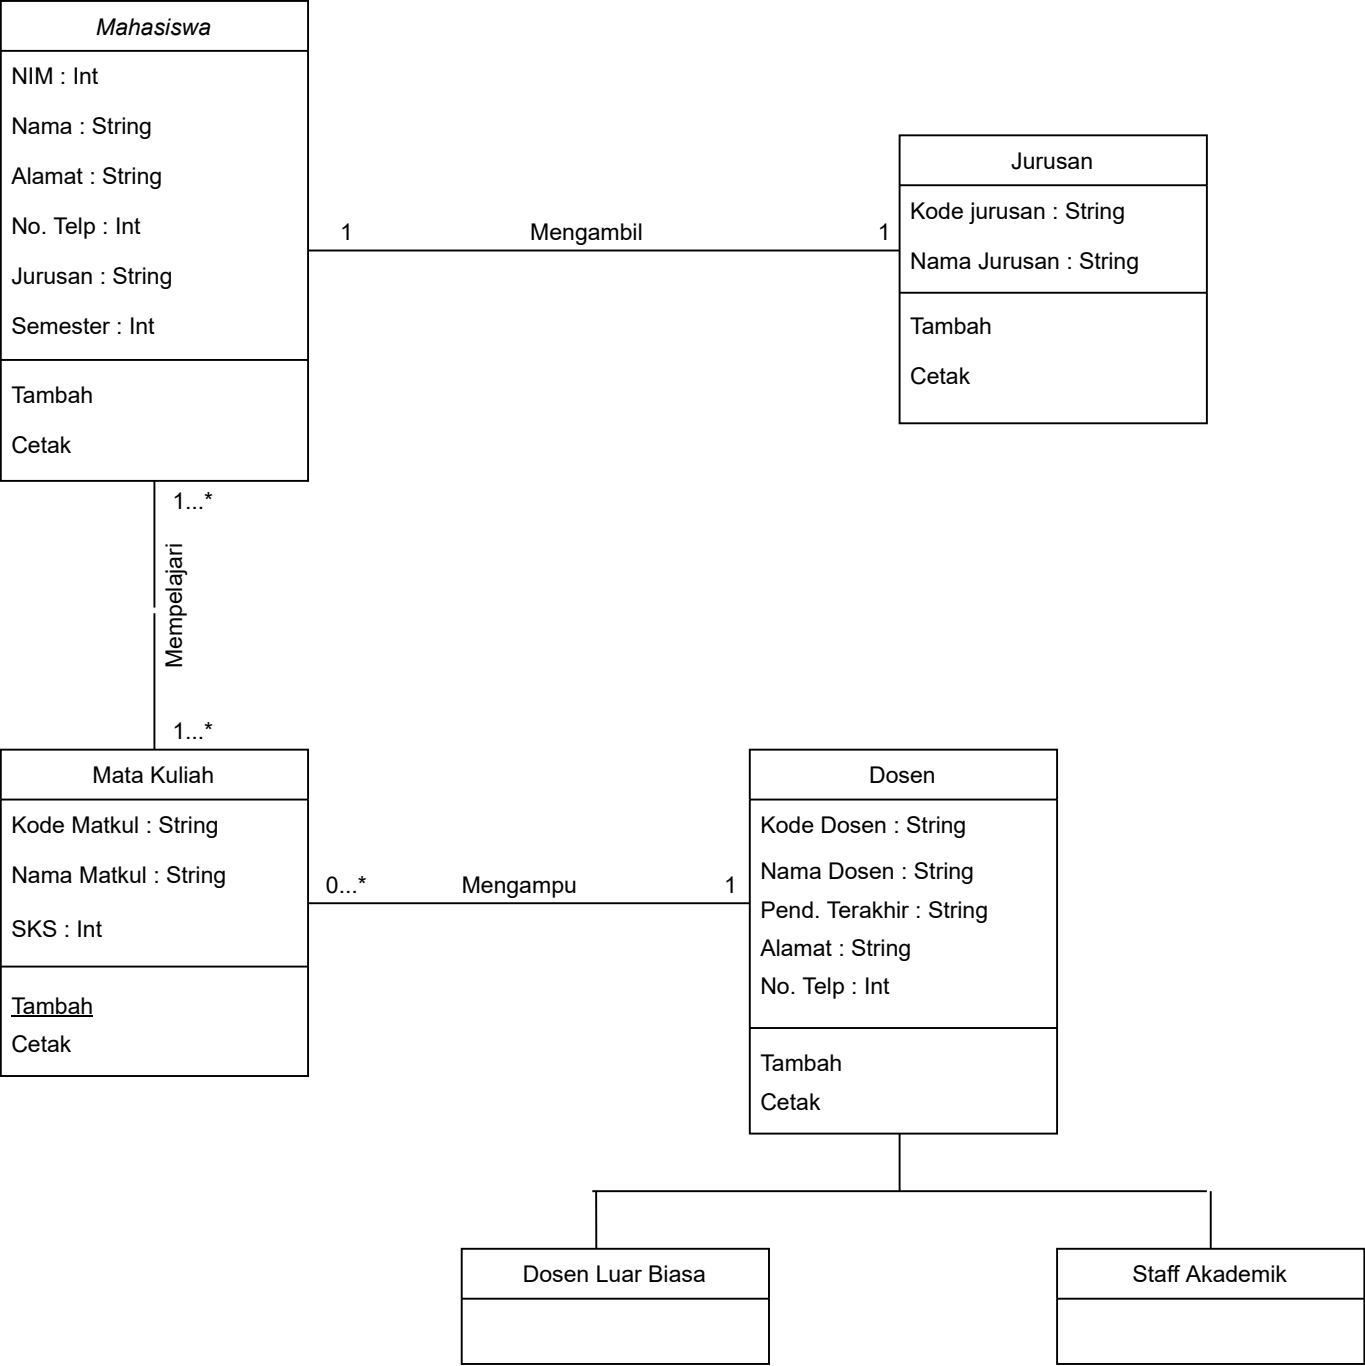 Mahasiswa
NIM : Int
Nama : String
Alamat : String
No. Telp : Int
Jurusan : String
Semester : Int
Tambah
Cetak
1
Mengambil
1
Jurusan
Kode jurusan : String
Nama Jurusan : String
Tambah
Cetak
1...*
Mempelajari
1...*
Mata Kuliah
Kode Matkul : String
Nama Matkul : String
SKS : Int
Tambah
Cetak
0...*
Mengampu
1
Dosen
Kode Dosen : String
Nama Dosen : String
Pend. Terakhir : String
Alamat : String
No. Telp : Int
Tambah
Cetak
Dosen Luar Biasa
Staff Akademik